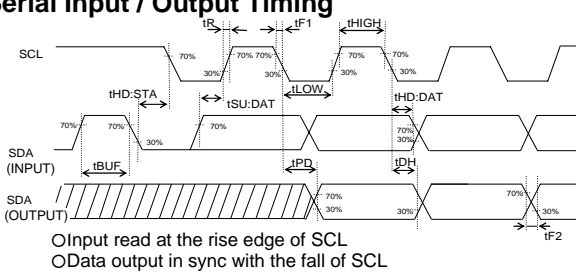 Serial Input / Output Timing
tR tF1 tHIGH
SCL 70% 70% 70% 70%
30% 30% 30% 30%
tHD:STA tSU:DAT tLOW tHD:DAT
70% 70% 70% 70%
30% 30%
SDA
(INPUT)
tBUF tPD tDH
SDA
(OUTPUT)
70% 70%
30% 30% 30%
tF2
○Input read at the rise edge of SCL
○Data output in sync with the fall of SCL